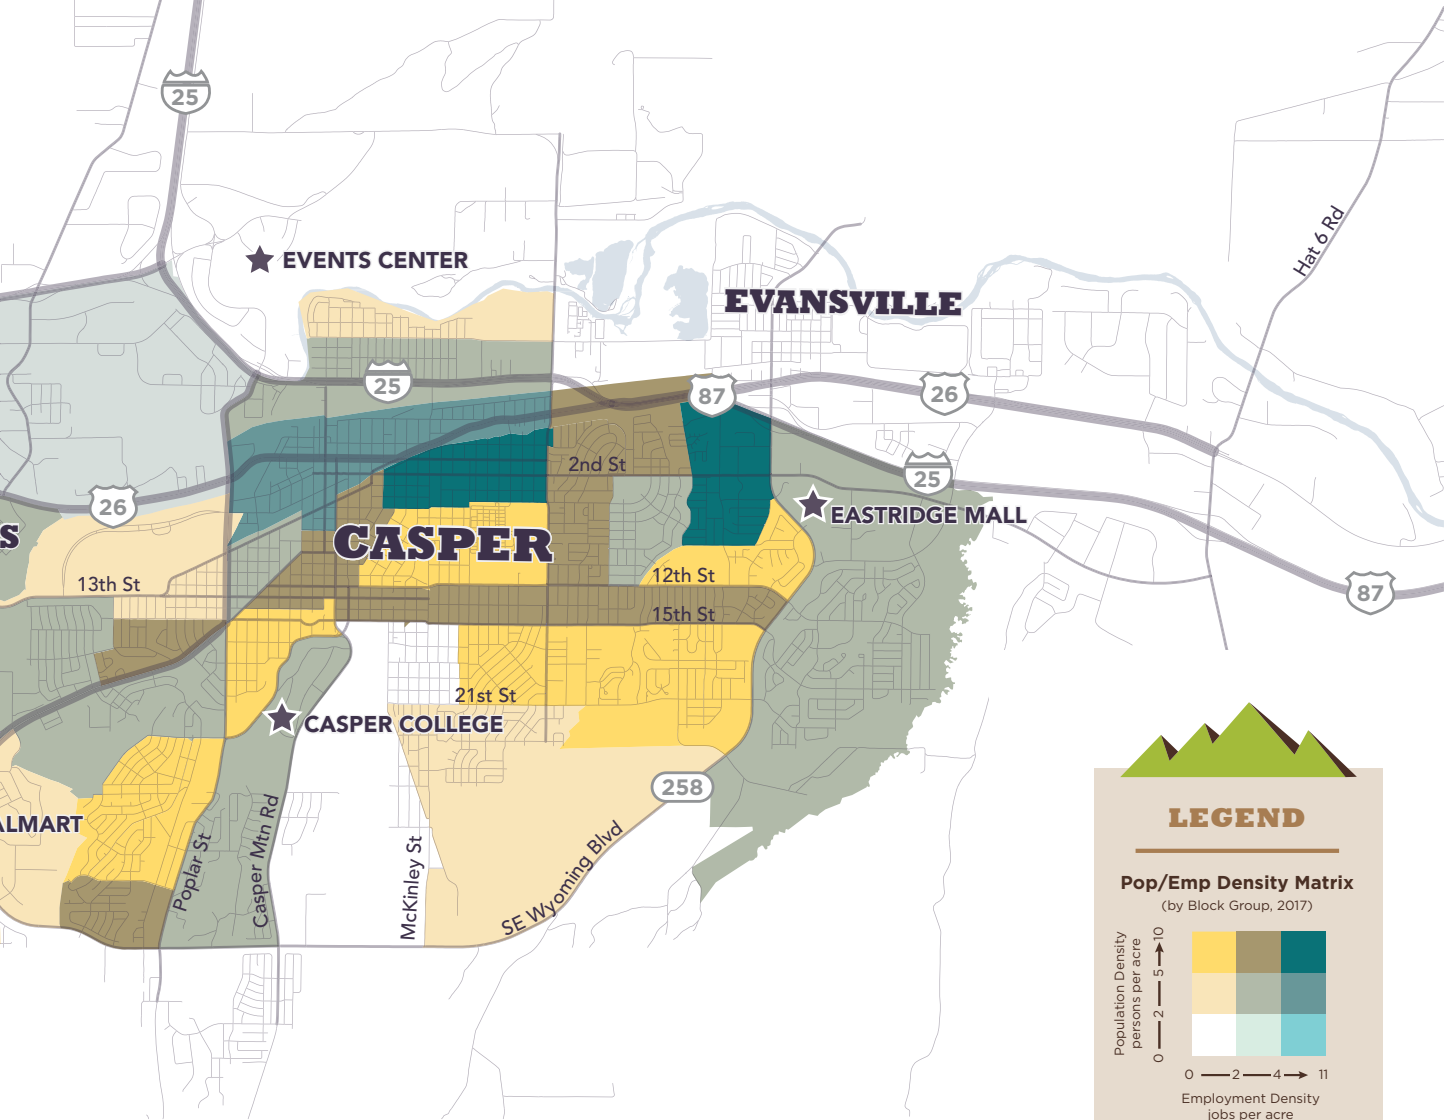 25
EVENTS CENTER
Hat 6 Rd
EVANSVILLE
25
87
26
2nd St
25
26
EASTRIDGE MALL
S
CASPER
13th St
12th St
87
15th St
21st St
CASPER COLLEGE
258
ALMART
Poplar St
Casper Mtn Rd
McKinley St
SE Wyoming Blvd
LEGEND
Pop/Emp Density Matrix
(by Block Group, 2017)
Population Density
persons per acre
0 2 5 10
0 2 4 11
Employment Density
jobs per acre